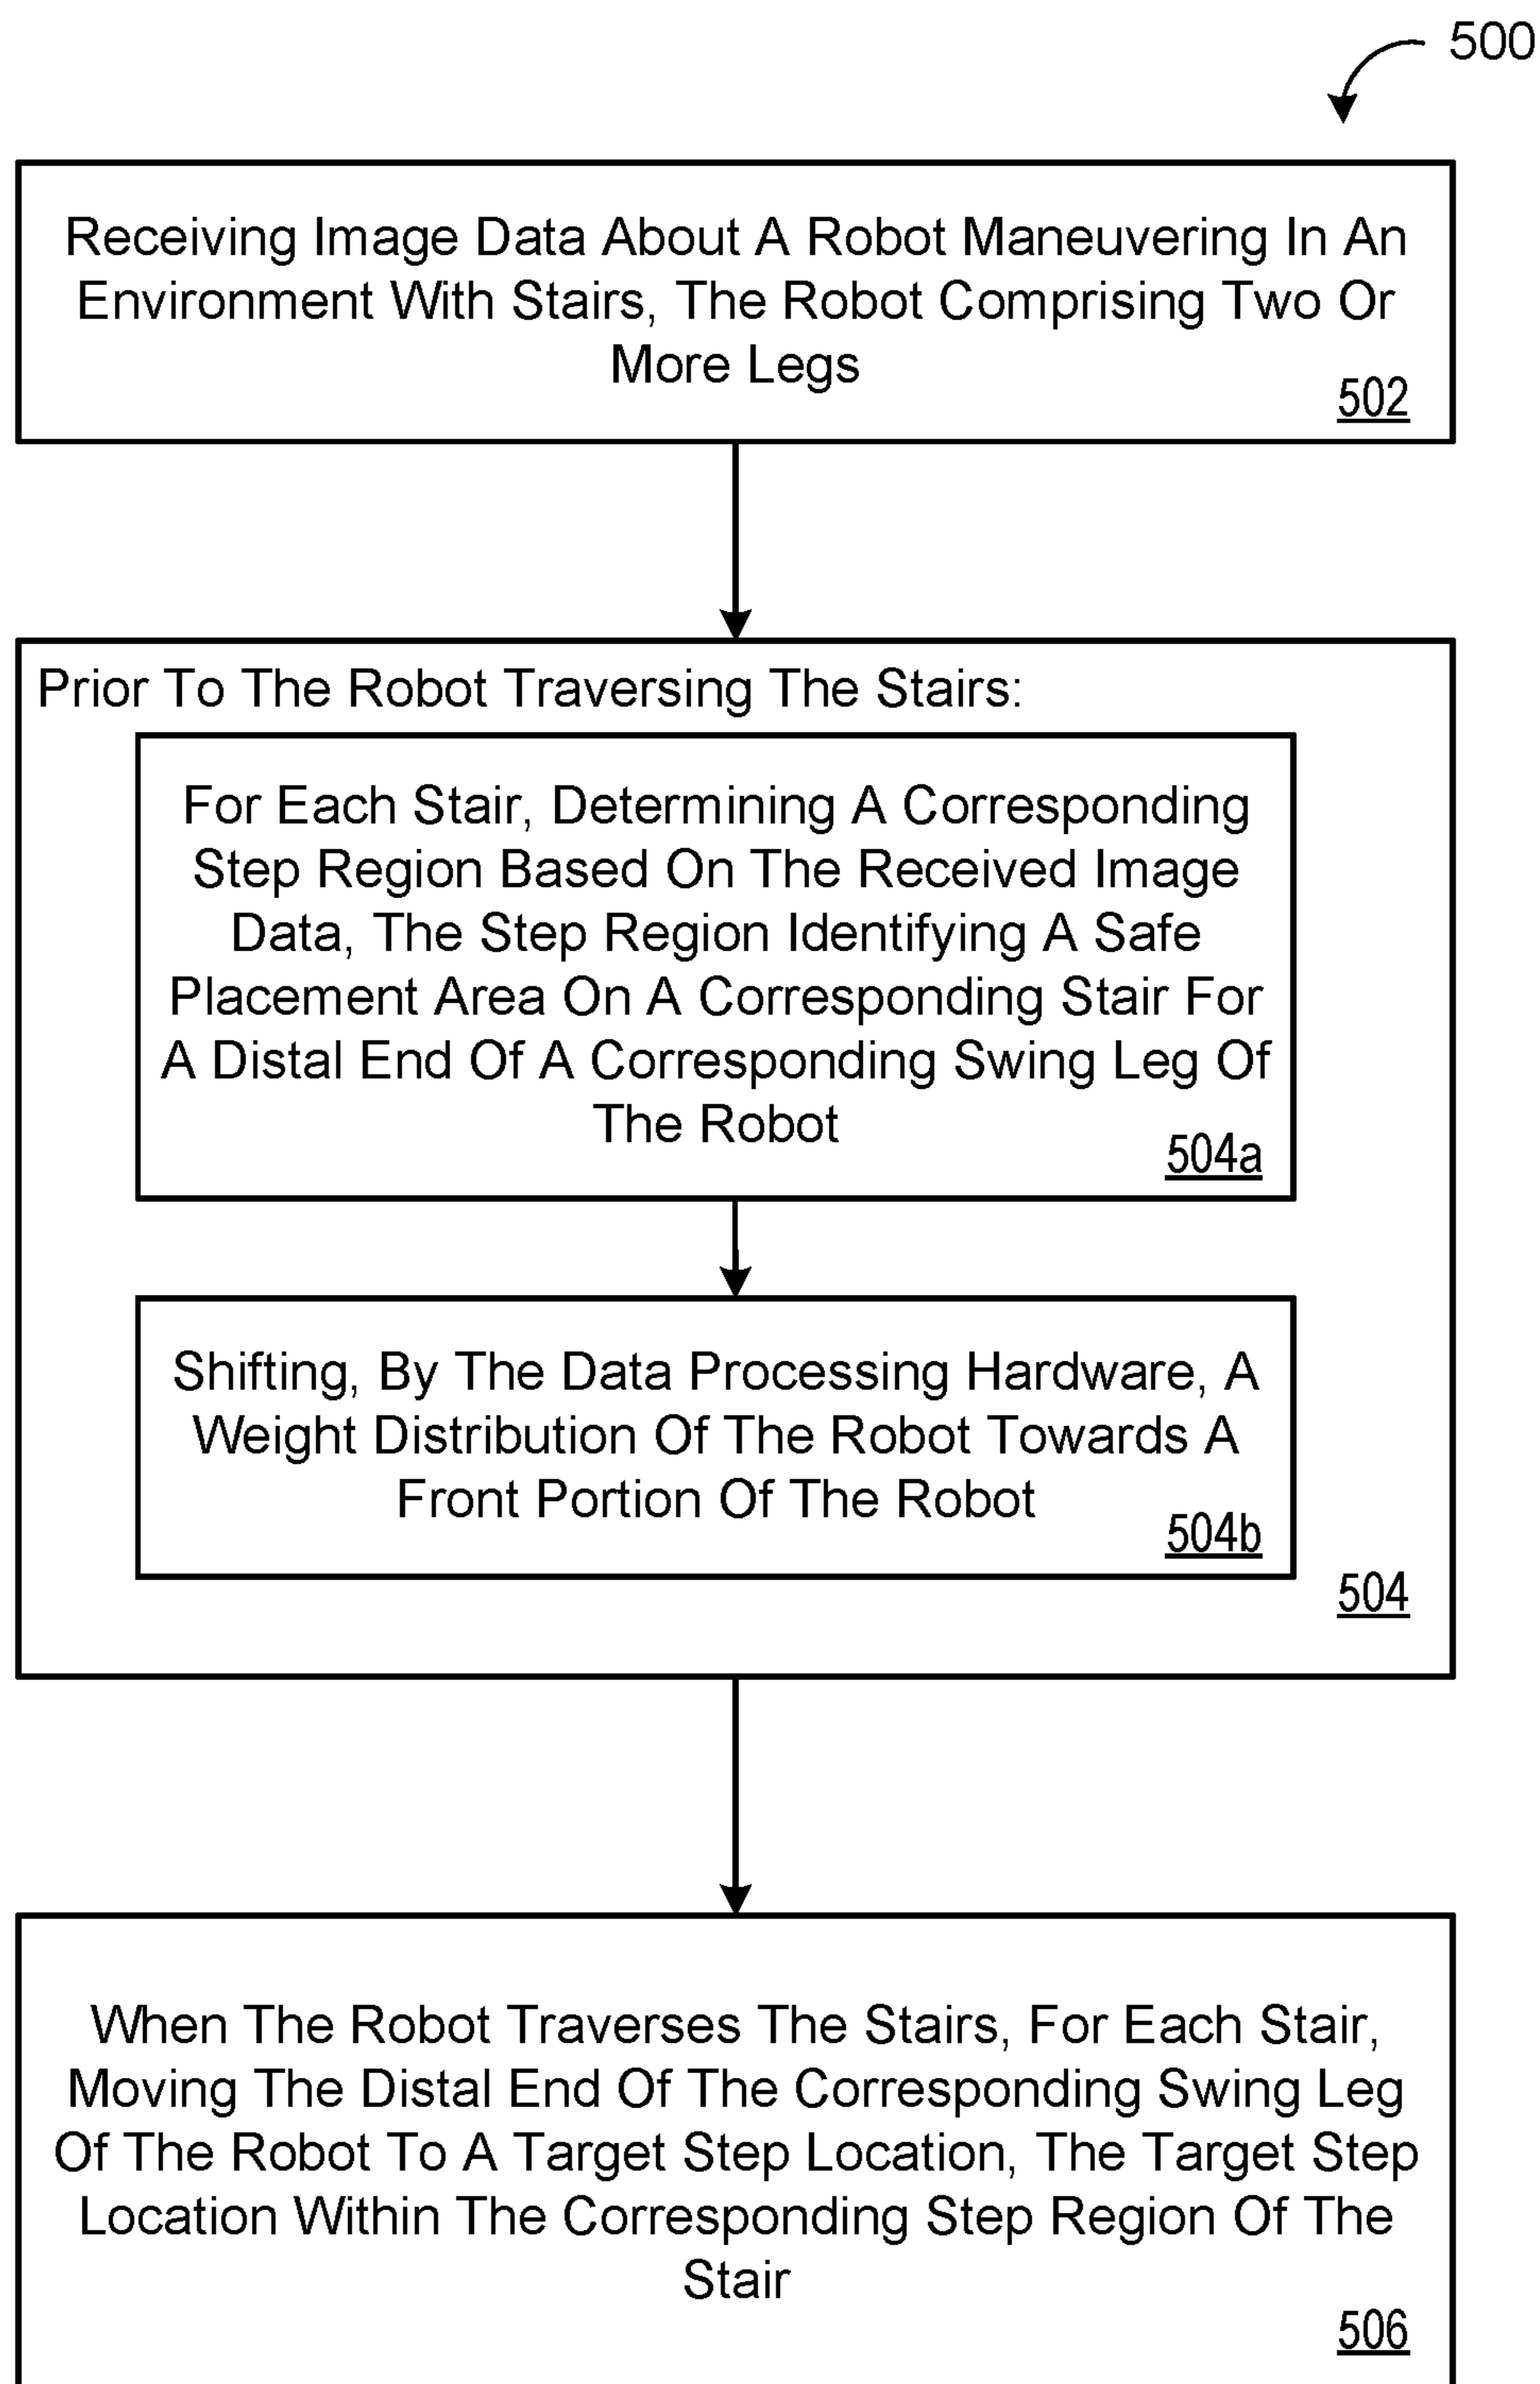 500
Receiving Image Data About A Robot Maneuvering In An
Environment With Stairs, The Robot Comprising Two Or
More Legs
502
Prior To The Robot Traversing The Stairs:
For Each Stair, Determining A Corresponding
Step Region Based On The Received Image
Data, The Step Region Identifying A Safe
Placement Area On A Corresponding Stair For
A Distal End Of A Corresponding Swing Leg Of
The Robot
504a
Shifting, By The Data Processing Hardware, A
Weight Distribution Of The Robot Towards A
Front Portion Of The Robot
504b
504
When The Robot Traverses The Stairs, For Each Stair,
Moving The Distal End Of The Corresponding Swing Leg
Of The Robot To A Target Step Location, The Target Step
Location Within The Corresponding Step Region Of The
Stair
506